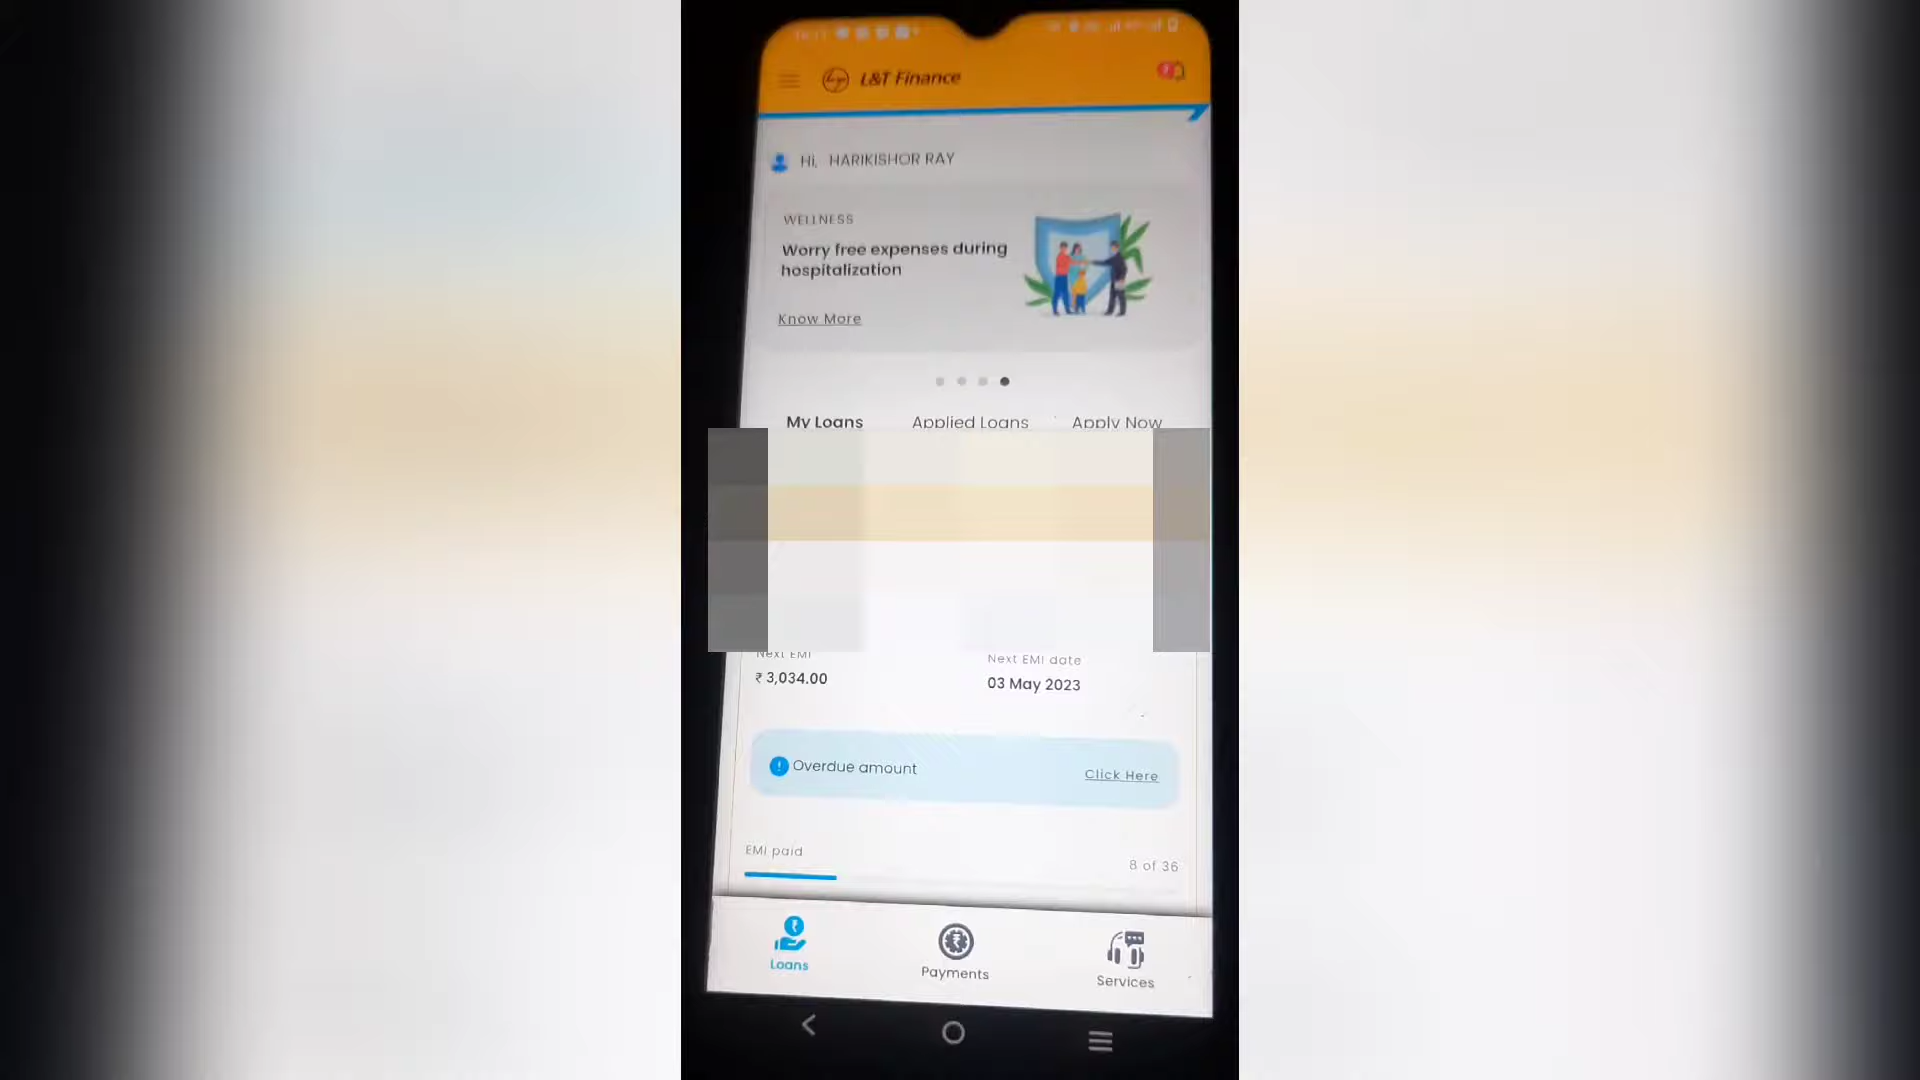 L&T Finance
Hi, HARIKISHOR RAY
WELLNESS
Worry free expenses during
hospitalization
Know More
My Loans Applied Loans Apply Now
Next EMI Next EMI date
₹ 3,034.00 03 May 2023
Overdue amount Click Here
EMI paid 8 of 36
Loans Payments Services